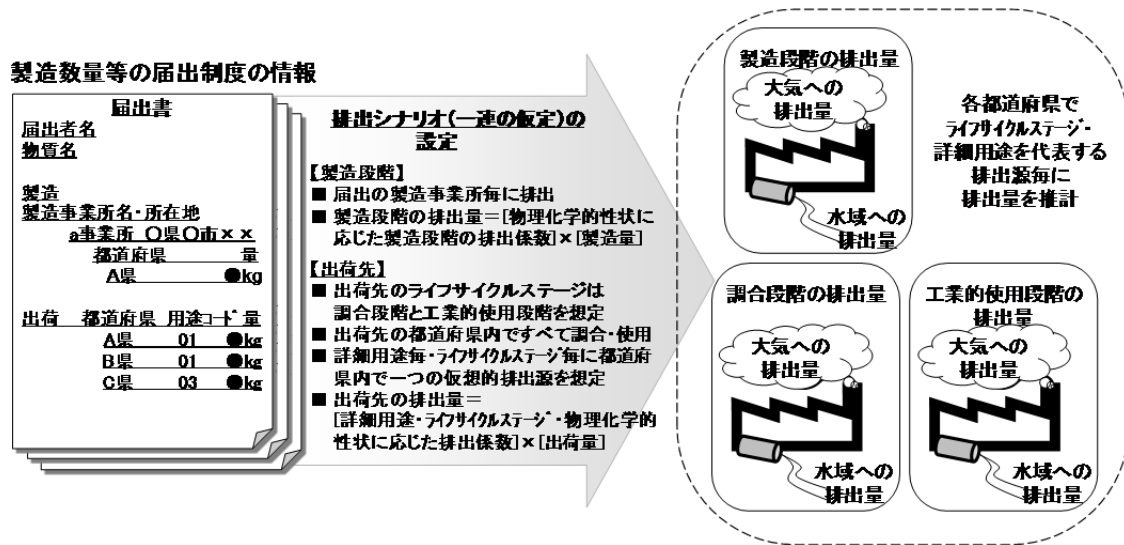 製造数量等の届出制度の情報
届出書
届出者名
物質名
製造
製造事業所名・所在地
a事業所 〇県〇市××
都道府県 量
A県 ●kg
出荷 都道府県 用途コード 量
A県 01 ●kg
B県 01 ●kg
C県 03 ●kg
排出シナリオ(一連の仮定)の
設定
【製造段階】
■ 届出の製造事業所毎に排出
■ 製造段階の排出量=[物理化学的性状に
応じた製造段階の排出係数]×[製造量]
【出荷先】
■ 出荷先のライフサイクルステージは
調合段階と工業的使用段階を想定
■ 出荷先の都道府県内ですべて調合・使用
■ 詳細用途毎・ライフサイクルステージ毎に都道府
県内で一つの仮想的排出源を想定
■ 出荷先の排出量=
[詳細用途・ライフサイクルステージ・物理化学的
性状に応じた排出係数]×[出荷量]
製造段階の排出量
大気への
排出量
水域への
排出量
各都道府県で
ライフサイクルステージ・
詳細用途を代表する
排出源毎に
排出量を推計
調合段階の排出量
大気への
排出量
水域への
排出量
工業的使用段階の
排出量
大気への
排出量
水域への
排出量